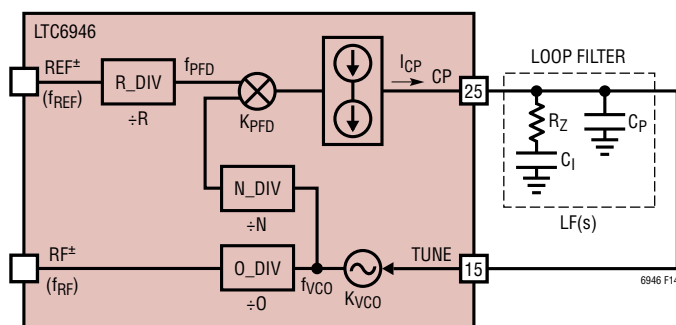 LTC6946
REF±
(fREF)
R_DIV
÷R
fPFD
KPFD
ICP
CP
25
LOOP FILTER
RZ
CI
CP
LF(s)
N_DIV
÷N
RF±
(fRF)
O_DIV
÷O
fVCO
KVCO
TUNE
15
6946 F14